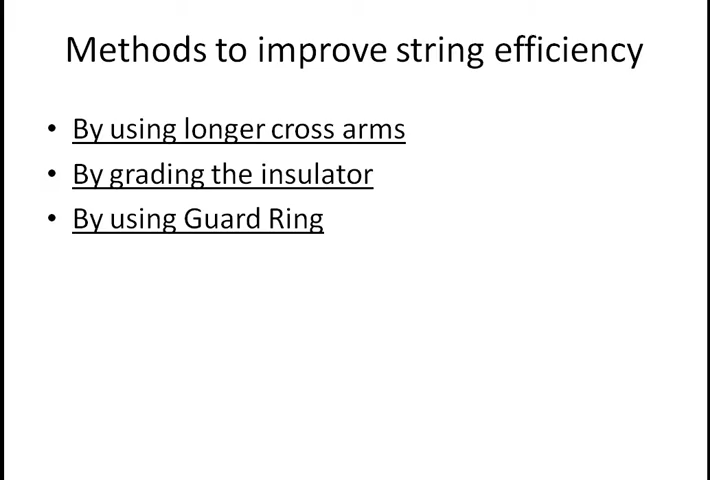 Methods to improve string efficiency
• By using longer cross arms
• By grading the insulator
• By using Guard Ring